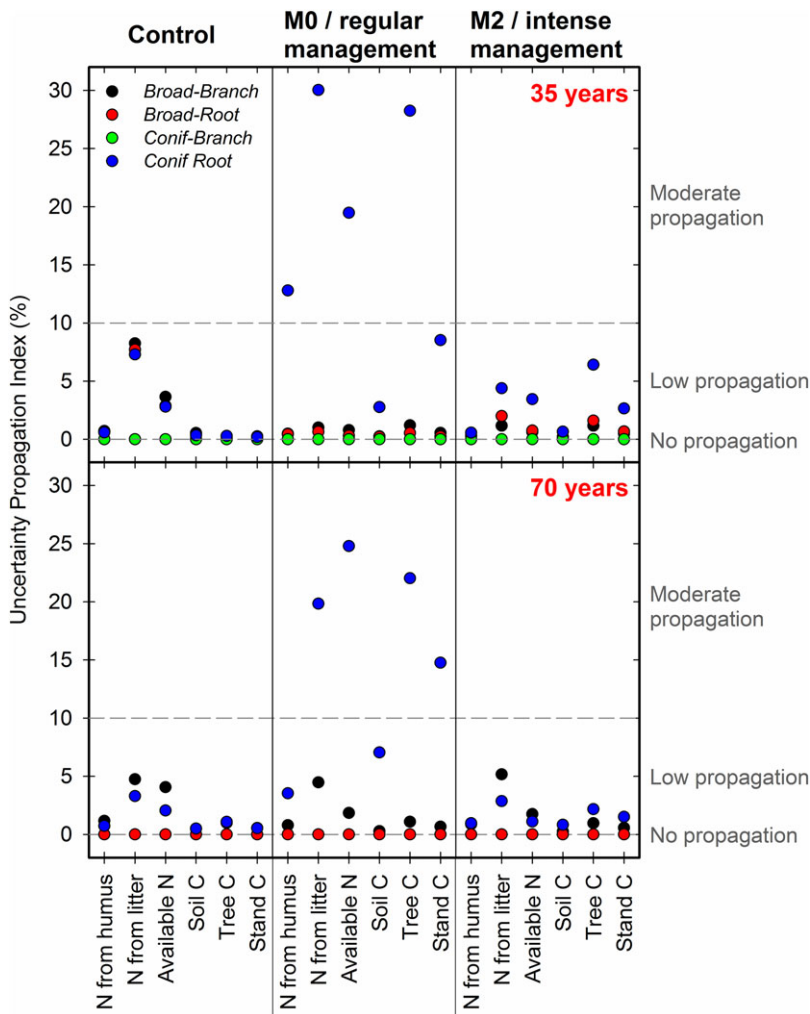 Control
M0 / regular
management
M2 / intense
management
35 years
Broad-Branch
Broad-Root
Conif-Branch
Conif Root
30
25
20
15
10
5
0
Moderate
propagation
Low propagation
No propagation
Uncertainty Propagation Index (%)
70 years
30
25
20
15
10
5
0
Moderate
propagation
Low propagation
No propagation
N from humus
N from litter
Available N
Soil C
Tree C
Stand C
N from humus
N from litter
Available N
Soil C
Tree C
Stand C
N from humus
N from litter
Available N
Soil C
Tree C
Stand C